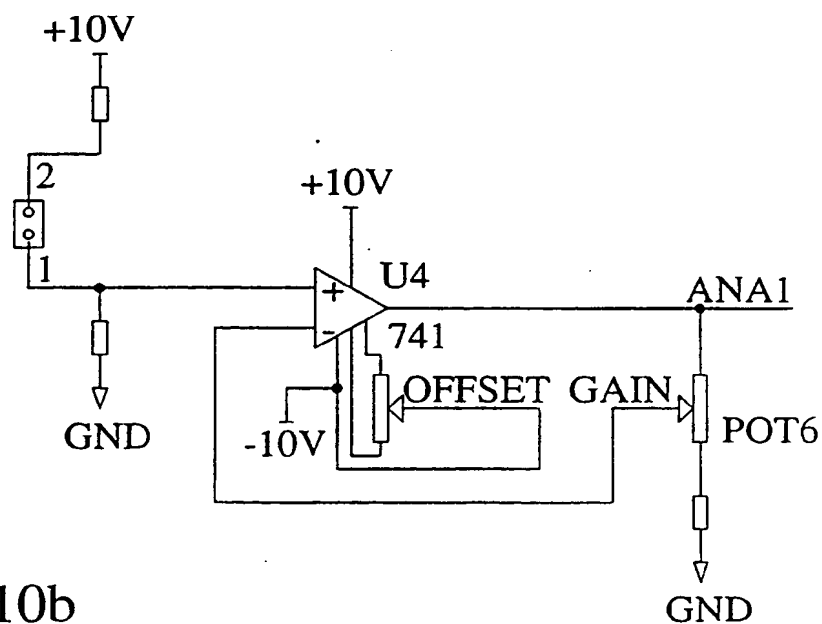 +10V
2
+10V
1
U4
+
-
741
ANA1
OFFSET
GAIN
GND
-10V
POT6
10b
GND